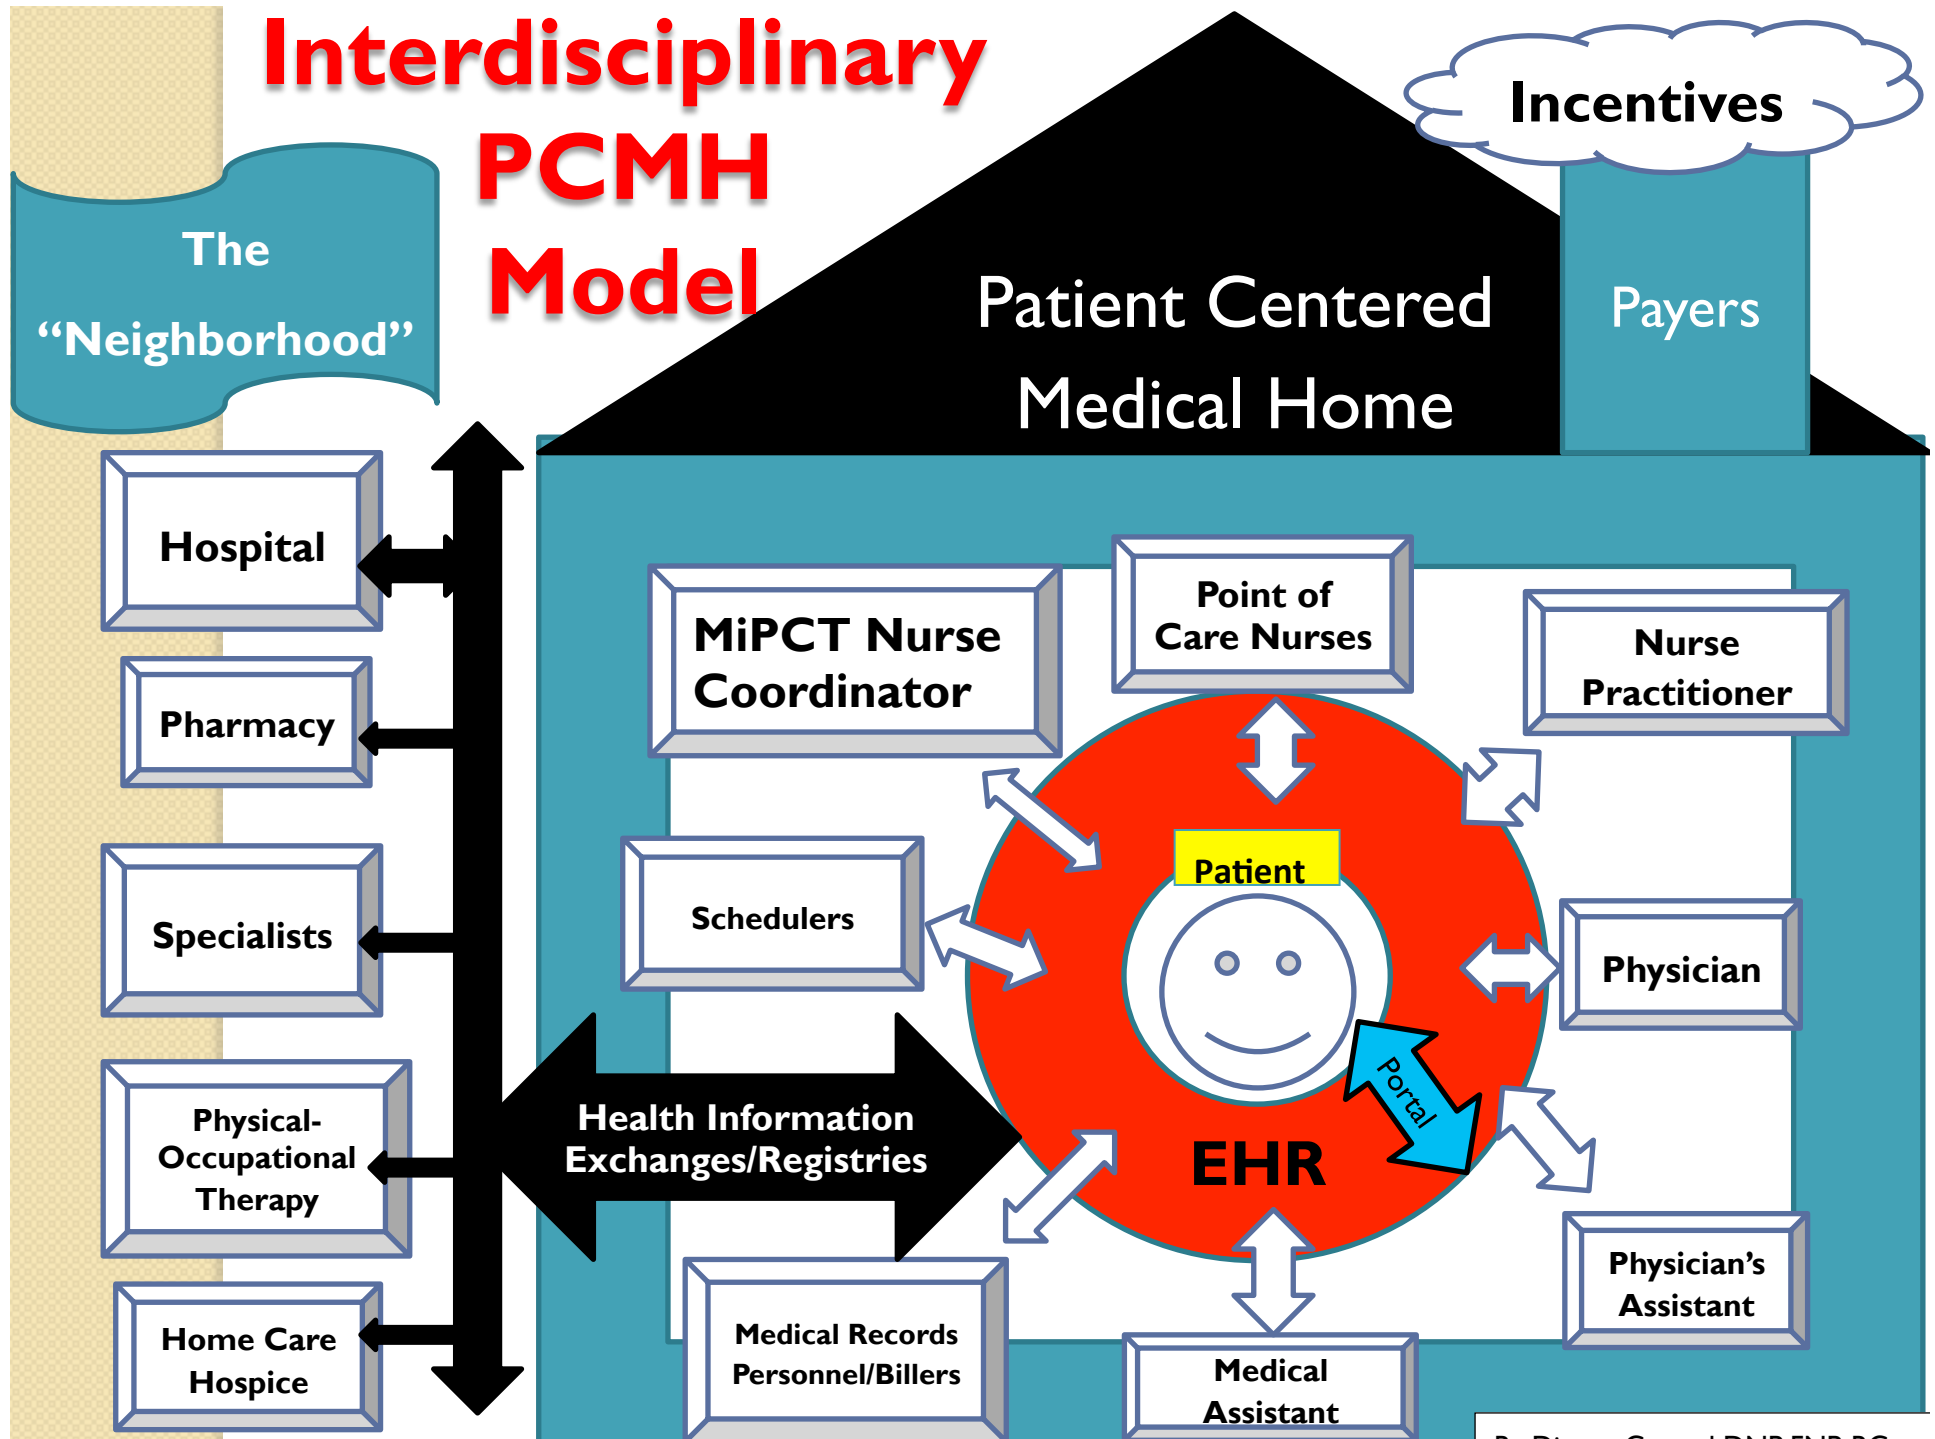 Interdisciplinary
PCMH
Model
Incentives
The
“Neighborhood”
Patient Centered
Medical Home
Payers
Hospital
Pharmacy
Specialists
Physical-
Occupational
Therapy
Home Care
Hospice
MiPCT Nurse
Coordinator
Point of
Care Nurses
Nurse
Practitioner
Schedulers
Patient
Physician
Portal
Health Information
Exchanges/Registries
EHR
Physician’s
Assistant
Medical Records
Personnel/Billers
Medical
Assistant